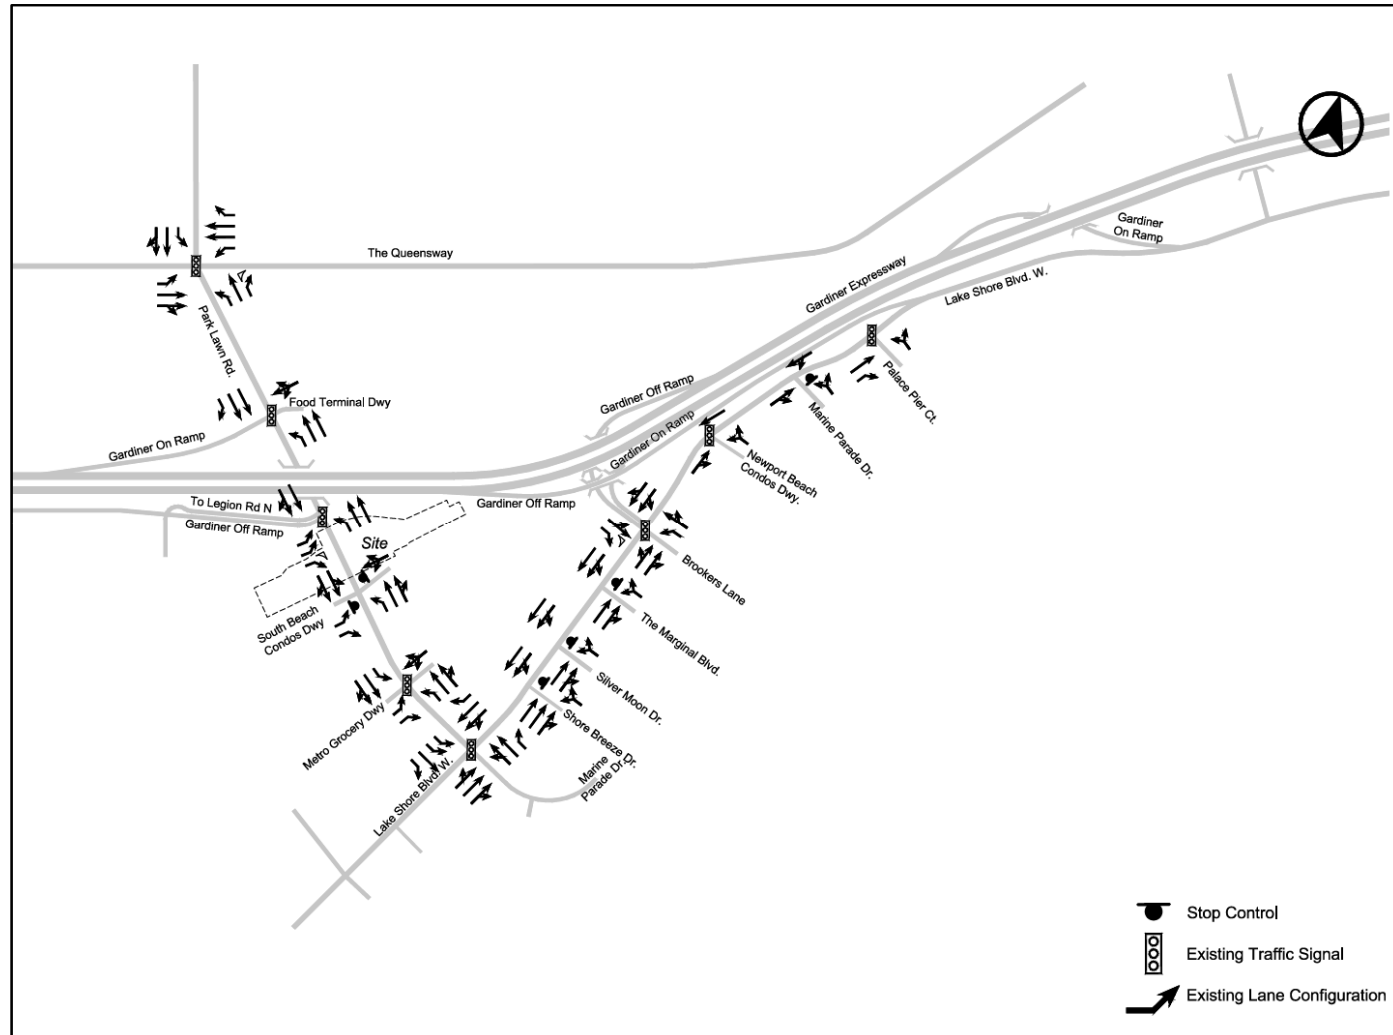 The Queensway
Gardiner
On Ramp
Gardiner Expressway
Lake Shore Blvd. W.
Park Lawn Rd.
Palace Pier Ct.
Gardiner Off Ramp
Food Terminal Dwy
Marine Parade Dr.
Gardiner On Ramp
Gardiner On Ramp
Newport Beach
Condos Dwy.
To Legion Rd N
Gardiner Off Ramp
Gardiner Off Ramp
Site
Brookers Lane
South Beach
Condos Dwy
The Marginal Blvd.
Silver Moon Dr.
Shore Breeze Dr.
Metro Grocery Dwy
Marine
Parade Dr.
Lake Shore Blvd. W.
Stop Control
Existing Traffic Signal
Existing Lane Configuration